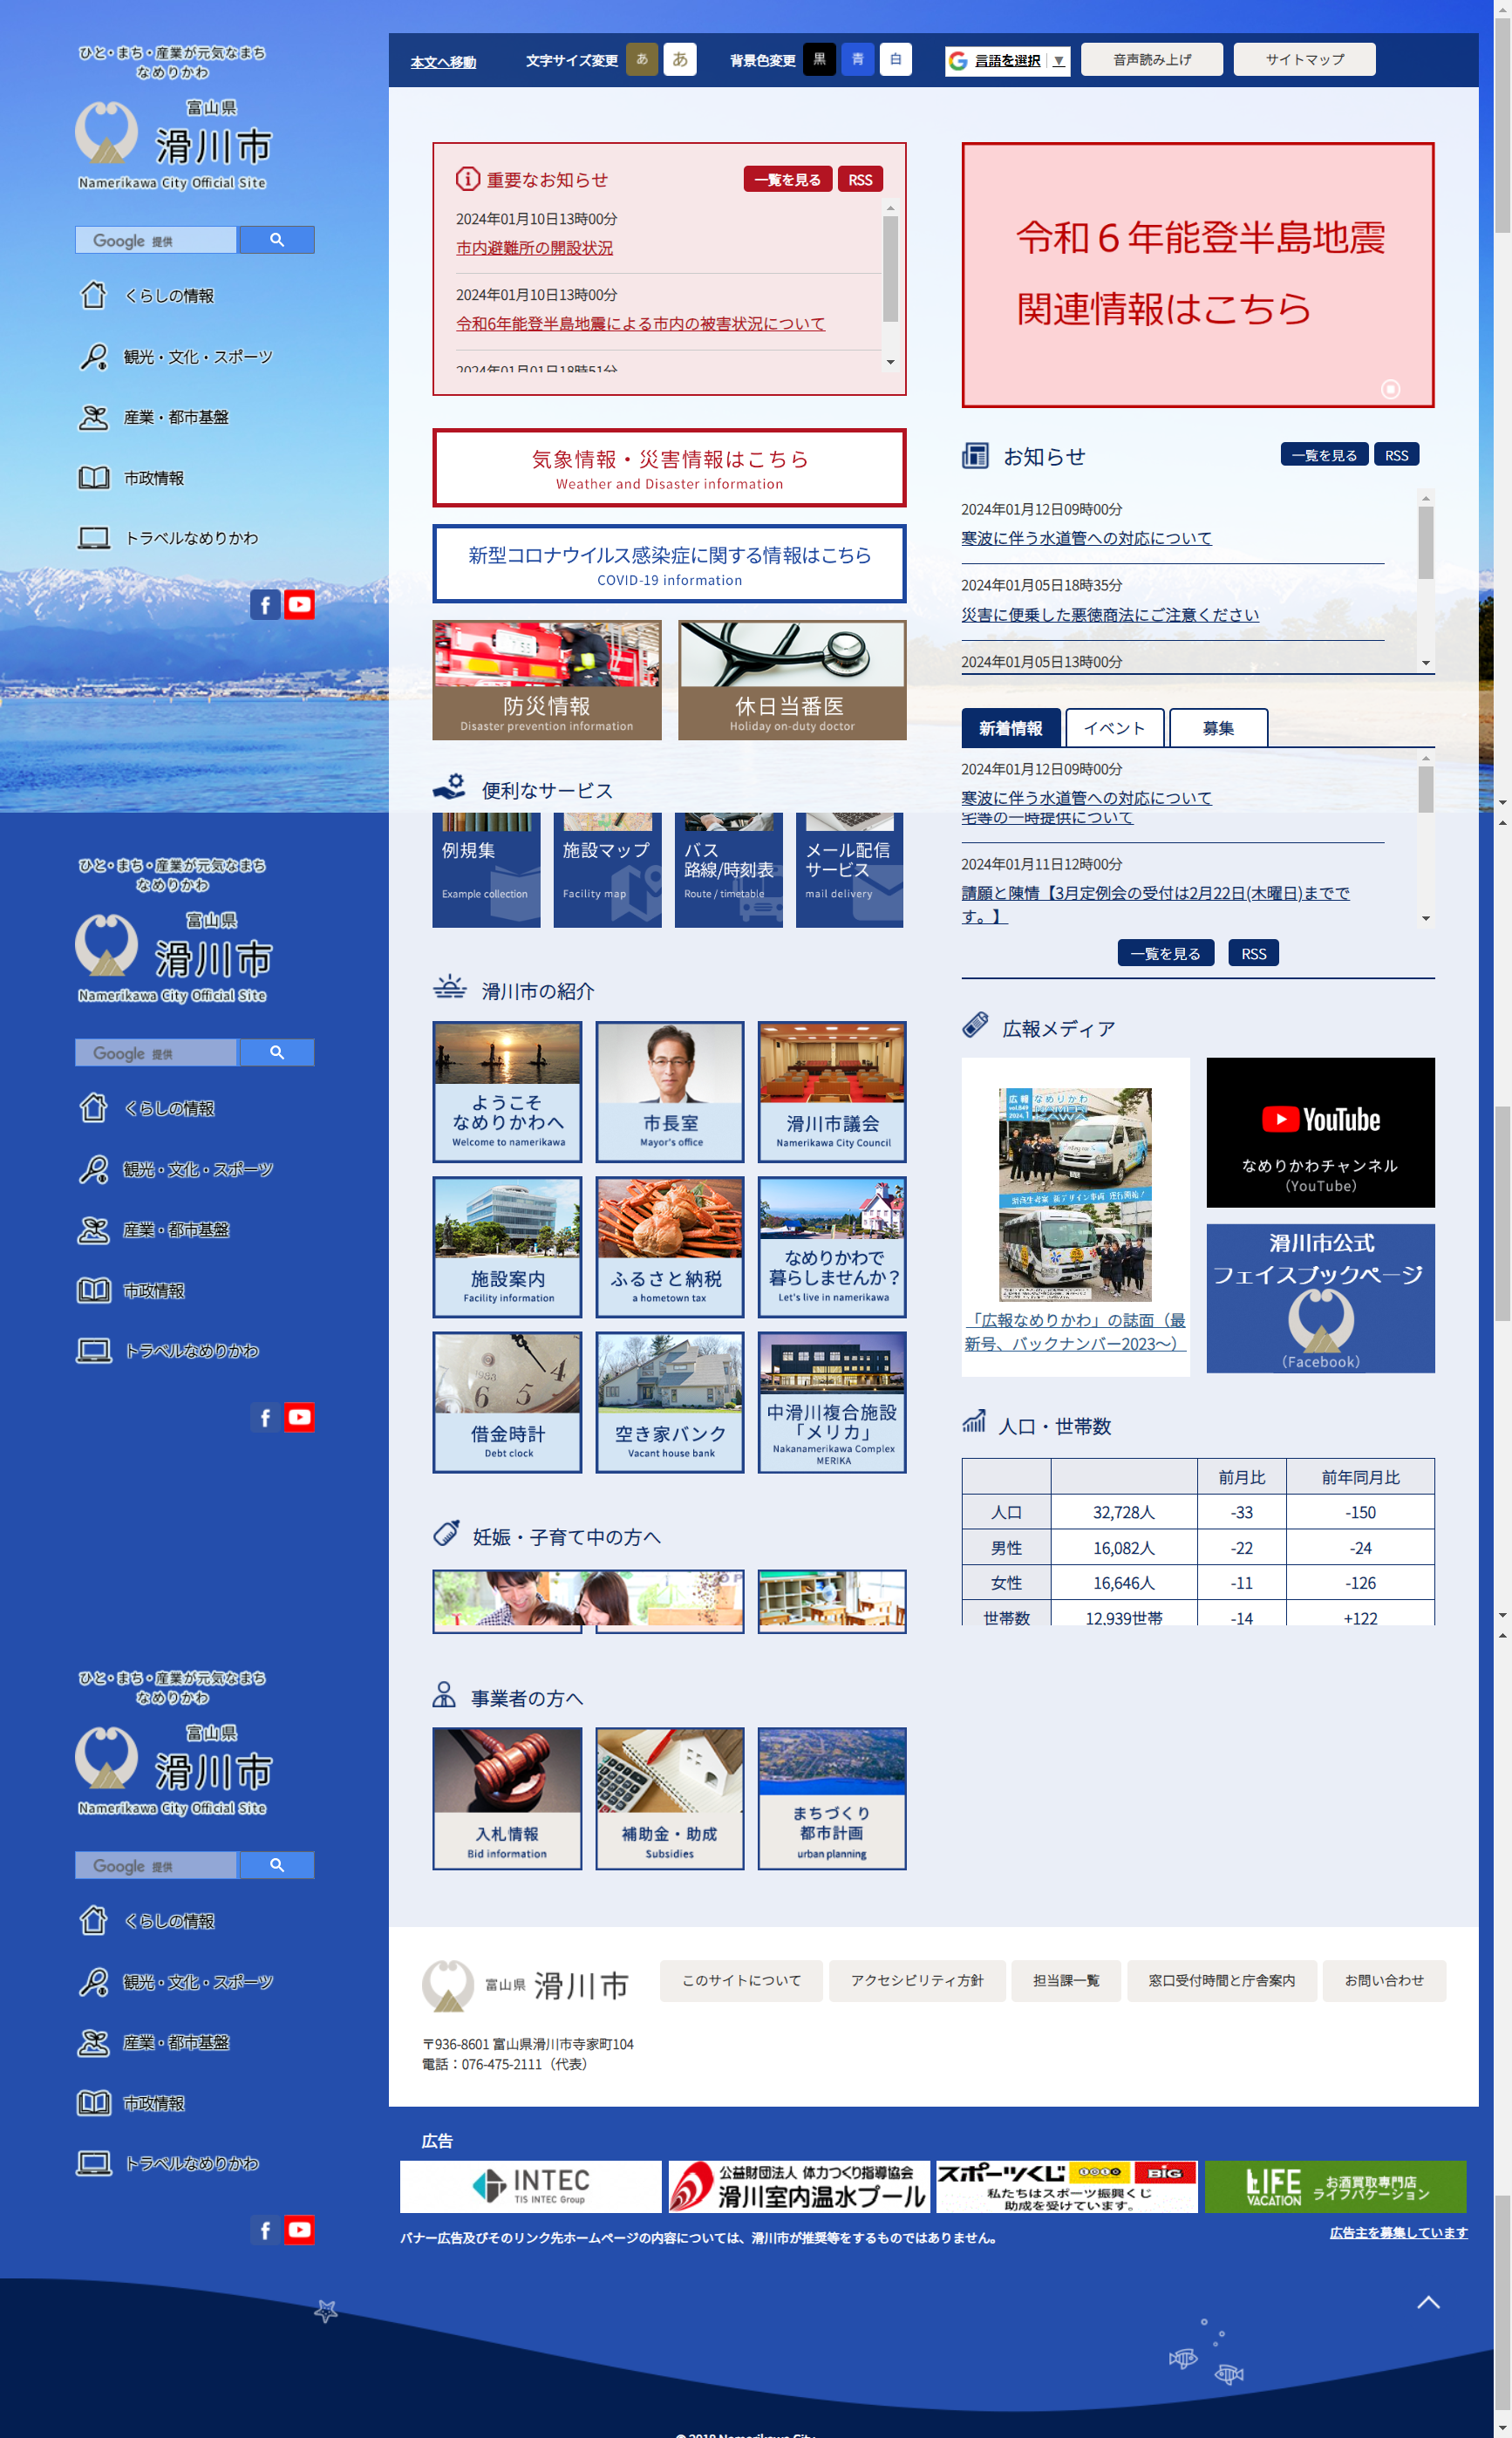 ひと・まち・産業が元気なまち
なめりかわ
富山県
滑川市
Namerikawa City Official Site
Google 提供
くらしの情報
観光・文化・スポーツ
産業・都市基盤
市政情報
トラベルなめりかわ
本文へ移動
文字サイズ変更
あ
あ
背景色変更
黒
青
白
言語を選択 ▼
音声読み上げ
サイトマップ
重要なお知らせ
一覧を見る
RSS
2024年01月10日13時00分
市内避難所の開設状況
2024年01月10日13時00分
令和6年能登半島地震による市内の被害状況について
2024年01月01日18時51分
令和6年能登半島地震
関連情報はこちら
気象情報・災害情報はこちら
Weather and Disaster information
新型コロナウイルス感染症に関する情報はこちら
COVID-19 information
防災情報
Disaster prevention information
休日当番医
Holiday on-duty doctor
お知らせ
一覧を見る
RSS
2024年01月12日09時00分
寒波に伴う水道管への対応について
2024年01月05日18時35分
災害に便乗した悪徳商法にご注意ください
2024年01月05日13時00分
新着情報
イベント
募集
2024年01月12日09時00分
寒波に伴う水道管への対応について
宅等の一時提供について
2024年01月11日12時00分
請願と陳情【3月定例会の受付は2月22日(木曜日)までで
す。】
一覧を見る
RSS
便利なサービス
例規集
Example collection
施設マップ
Facility map
バス
路線/時刻表
Route / timetable
メール配信
サービス
mail delivery
ひと・まち・産業が元気なまち
なめりかわ
富山県
滑川市
Namerikawa City Official Site
Google 提供
くらしの情報
観光・文化・スポーツ
産業・都市基盤
市政情報
トラベルなめりかわ
滑川市の紹介
ようこそ
なめりかわへ
Welcome to namerikawa
市長室
Mayor's office
滑川市議会
Namerikawa City Council
施設案内
Facility information
ふるさと納税
a hometown tax
なめりかわで
暮らしませんか？
Let's live in namerikawa
借金時計
Debt clock
空き家バンク
Vacant house bank
中滑川複合施設
「メリカ」
Nakanamerikawa Complex
MERIKA
広報メディア
広報
なめりかわ
「広報なめりかわ」の誌面（最
新号、バックナンバー2023～）
YouTube
なめりかわチャンネル
（YouTube）
滑川市公式
フェイスブックページ
（Facebook）
人口・世帯数
前月比 前年同月比
人口 32,728人 -33 -150
男性 16,082人 -22 -24
女性 16,646人 -11 -126
世帯数 12,939世帯 -14 +122
妊娠・子育て中の方へ
ひと・まち・産業が元気なまち
なめりかわ
富山県
滑川市
Namerikawa City Official Site
Google 提供
くらしの情報
観光・文化・スポーツ
産業・都市基盤
市政情報
トラベルなめりかわ
事業者の方へ
入札情報
Bid information
補助金・助成
Subsidies
まちづくり
都市計画
urban planning
富山県 滑川市
このサイトについて
アクセシビリティ方針
担当課一覧
窓口受付時間と庁舎案内
お問い合わせ
〒936-8601 富山県滑川市寺家町104
電話：076-475-2111（代表）
広告
INTEC
TIS INTEC Group
公益財団法人 体力つくり指導協会
滑川室内温水プール
スポーツくじ
BIG
私たちはスポーツ振興くじ
助成を受けています。
LIFE
VACATION
お酒買取専門店
ライフバケーション
バナー広告及びそのリンク先ホームページの内容については、滑川市が推奨等をするものではありません。
広告主を募集しています
© 2018 Namerikawa City